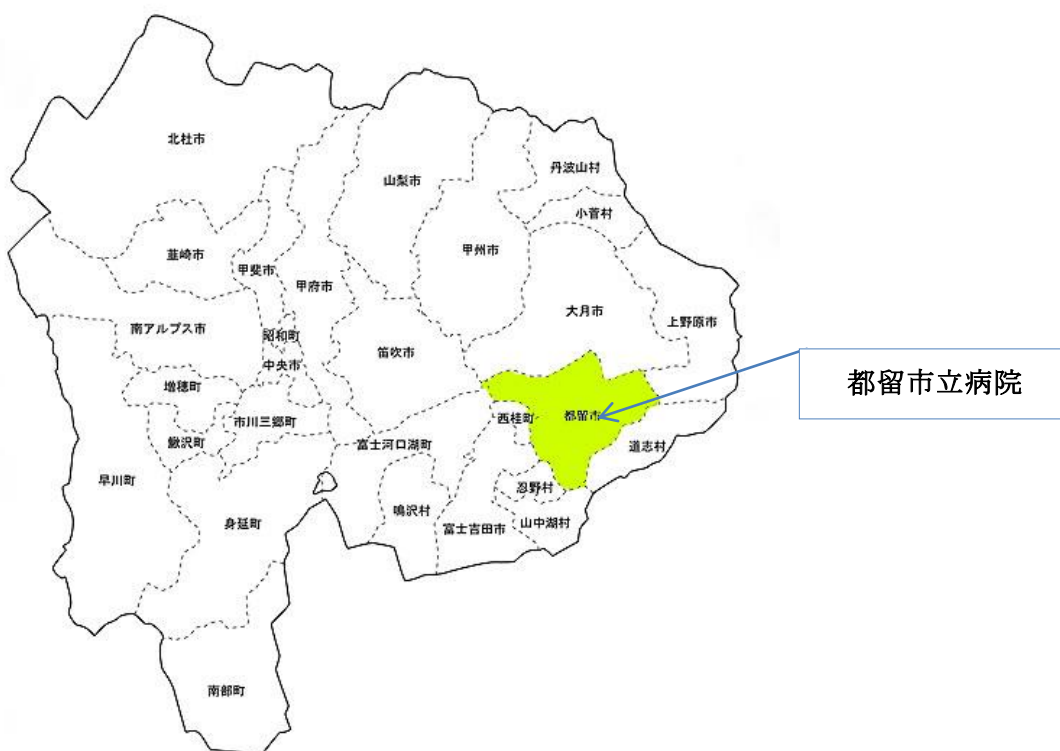 北杜市
丹波山村
山梨市
小菅村
甲州市
韮崎市
甲斐市
甲府市
大月市
上野原市
南アルプス市
昭和町
笛吹市
中央市
都留市立病院
増穂町
市川三郷町
西桂町
都留市
鰍沢町
富士河口湖町
道志村
早川町
忍野村
鳴沢村
身延町
富士吉田市
山中湖村
南部町